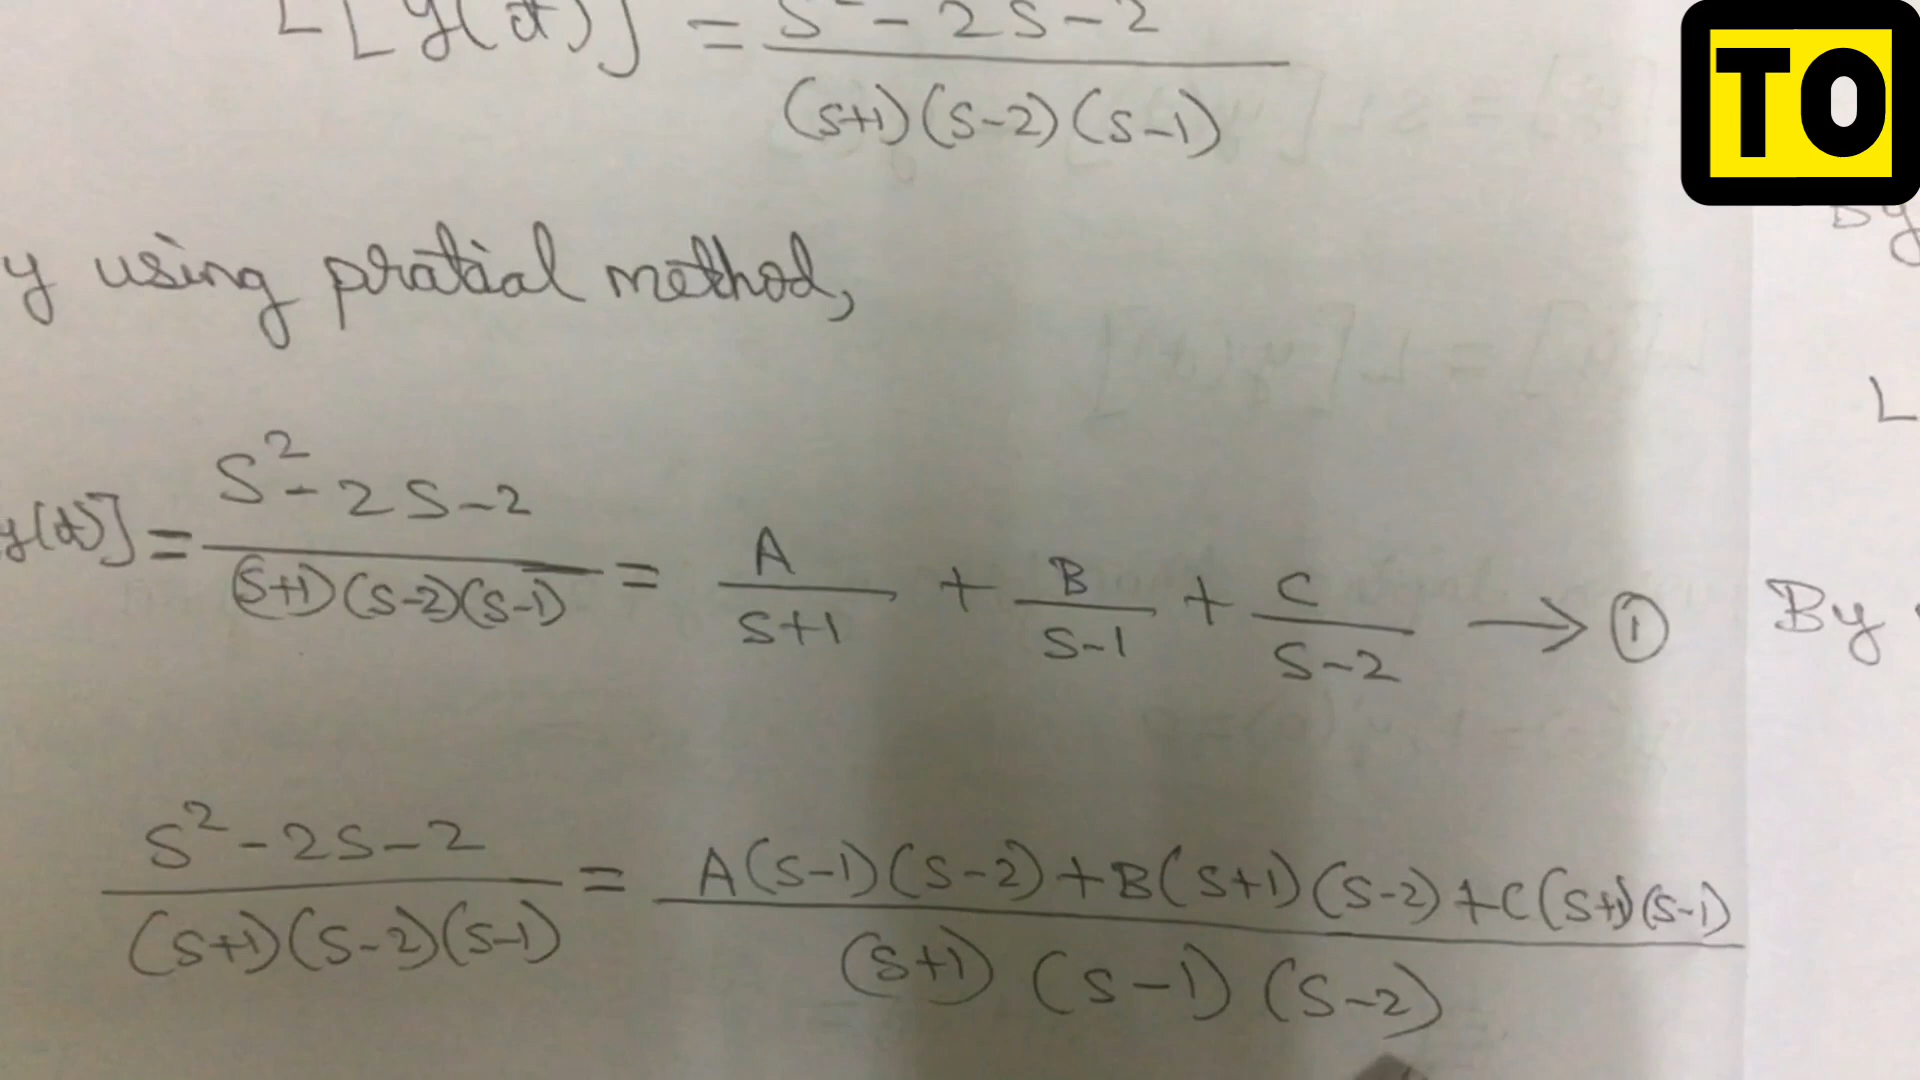 L[y(t)] = S² - 2S - 2 / (S+1)(S-2)(S-1)
TO
y using pratial method,
y(t)] = S² - 2S - 2 / (S+1)(S-2)(S-1) = A / S+1 + B / S-1 + C / S-2 → ①
By
S² - 2S - 2 / (S+1)(S-2)(S-1) = A(S-1)(S-2) + B(S+1)(S-2) + C(S+1)(S-1) / (S+1)(S-1)(S-2)